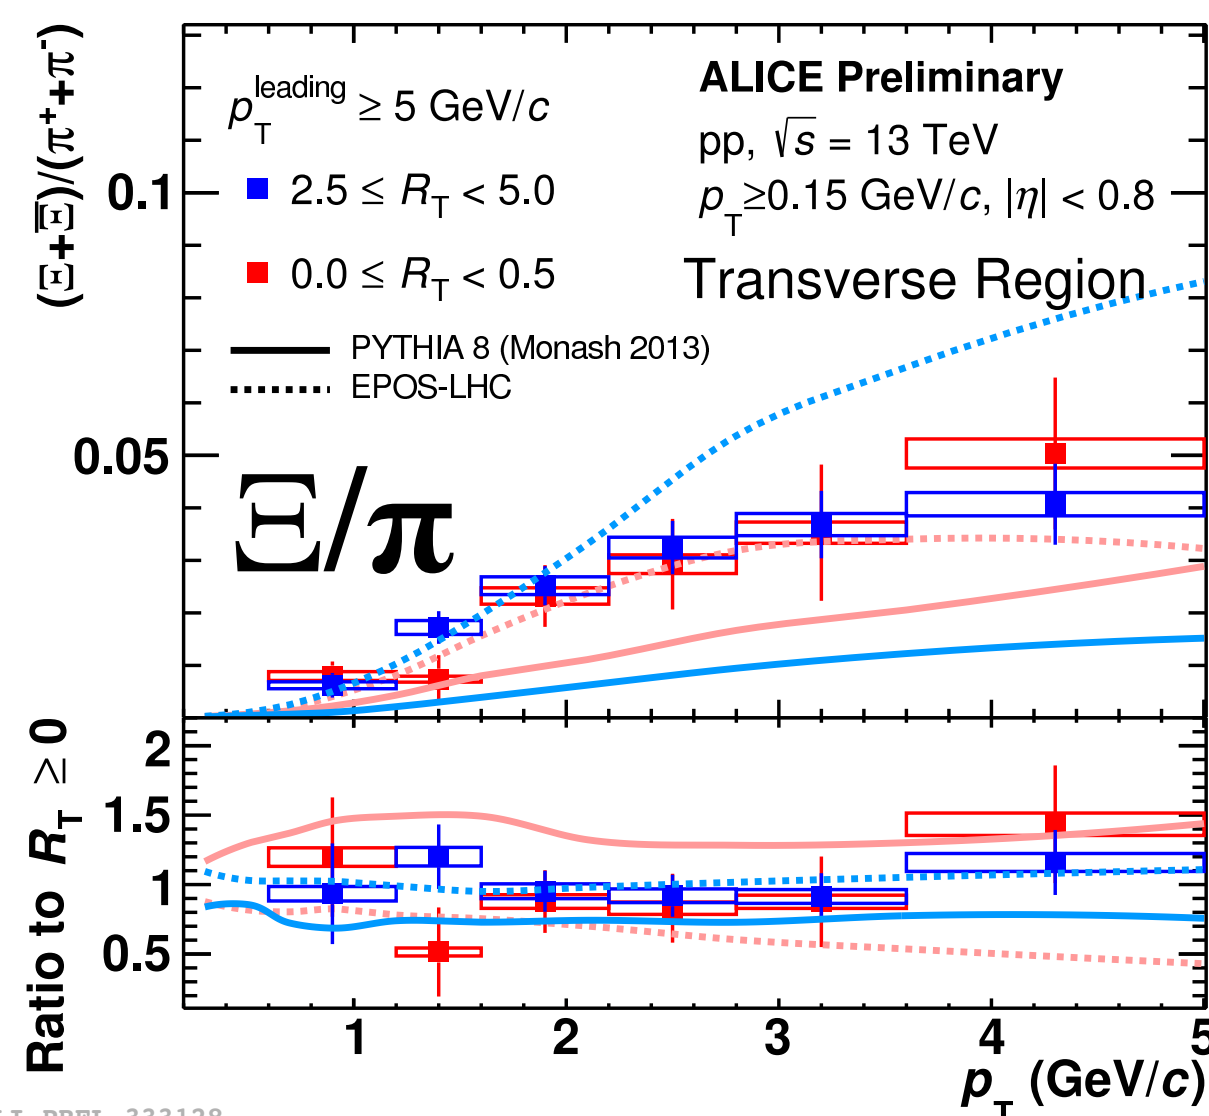 (Ξ+Ξ̅)/(π⁺+π⁻)
0.1
0.05
p_T^leading ≥ 5 GeV/c
2.5 ≤ R_T < 5.0
0.0 ≤ R_T < 0.5
PYTHIA 8 (Monash 2013)
EPOS-LHC
ALICE Preliminary
pp, √s = 13 TeV
p_T≥0.15 GeV/c, |η| < 0.8
Transverse Region
Ξ/π
Ratio to R_T ≥ 0
2
1.5
1
0.5
1 2 3 4 5
p_T (GeV/c)